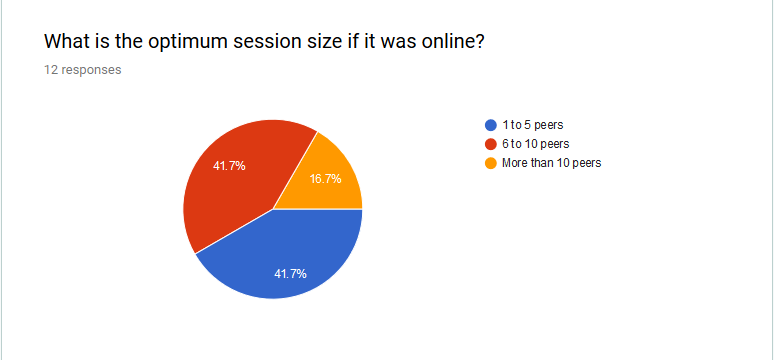 What is the optimum session size if it was online?
12 responses
1 to 5 peers
6 to 10 peers
More than 10 peers
41.7%
16.7%
41.7%